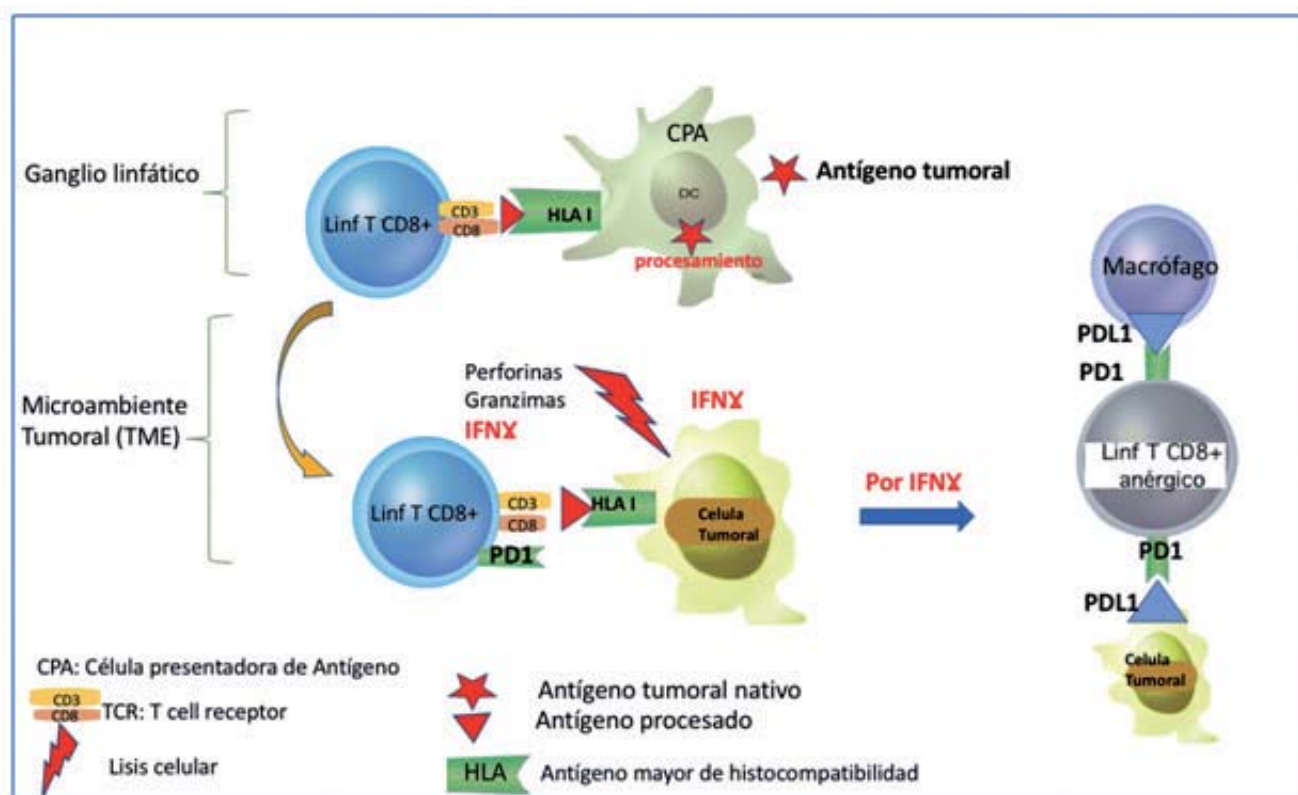 Ganglio linfático
Linf T CD8+
CD3
CD8
HLA I
CPA
DC
procesamiento
Antígeno tumoral
Microambiente
Tumoral (TME)
Perforinas
Granzimas
IFNɣ
IFNɣ
Linf T CD8+
CD3
CD8
PD1
HLA I
Celula
Tumoral
Por IFNɣ
Macrófago
PDL1
PD1
Linf T CD8+
anérgico
PD1
PDL1
Celula
Tumoral
CPA: Célula presentadora de Antígeno
CD3
CD8
TCR: T cell receptor
Lisis celular
Antígeno tumoral nativo
Antígeno procesado
HLA
Antígeno mayor de histocompatibilidad